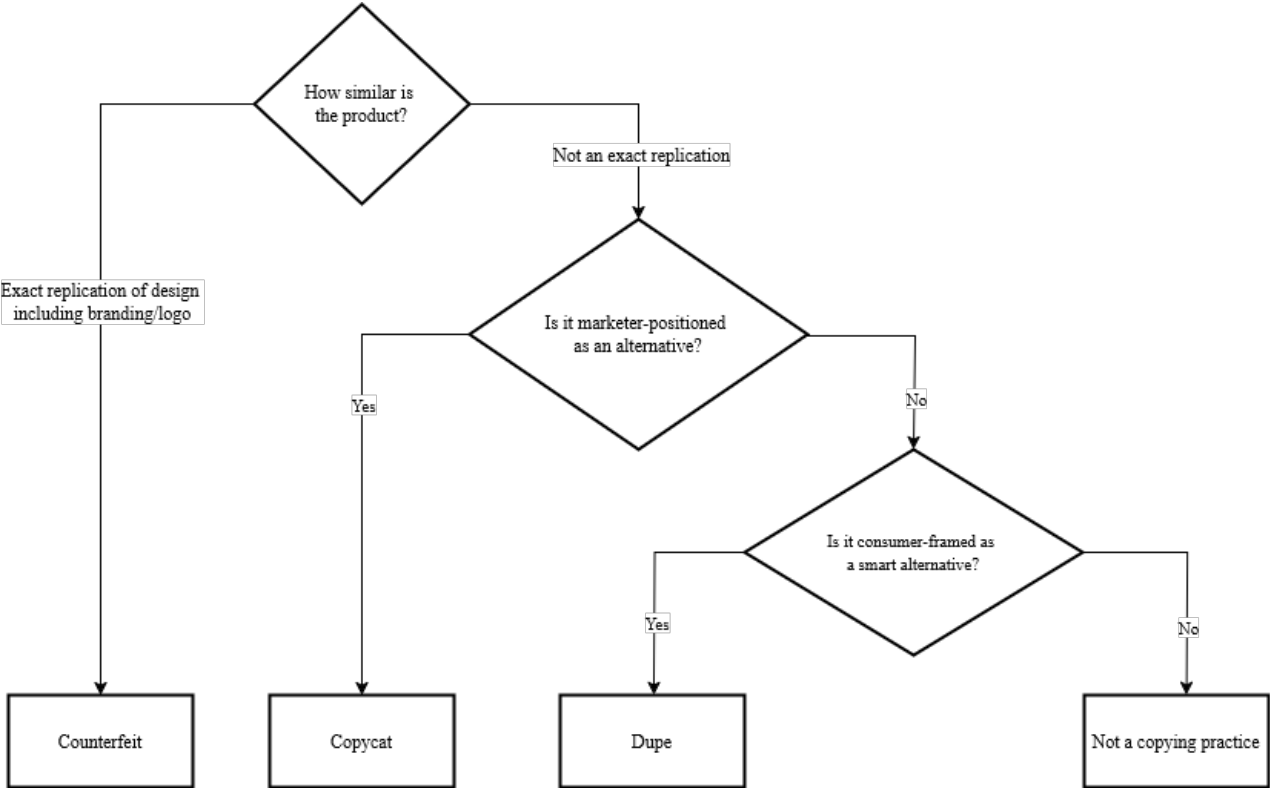 How similar is
the product?
Not an exact replication
Exact replication of design
including branding/logo
Is it marketer-positioned
as an alternative?
Yes
No
Is it consumer-framed as
a smart alternative?
Yes
No
Counterfeit
Copycat
Dupe
Not a copying practice